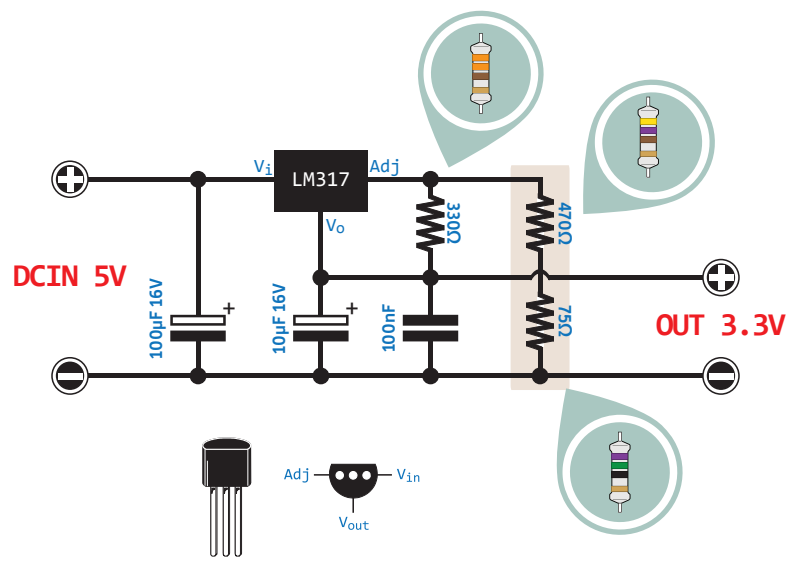 Vi
LM317
Adj
Vo
330Ω
470Ω
DCIN 5V
100µF 16V
+
10µF 16V
+
100nF
75Ω
OUT 3.3V
Adj
Vin
Vout